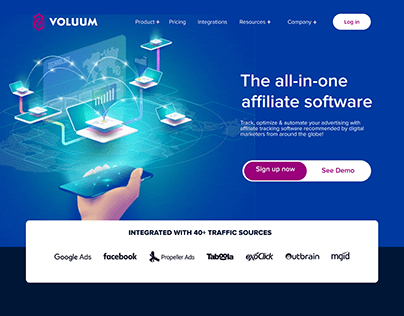 VOLUUM
Product + Pricing Integrations Resources + Company + Log in
null
The all-in-one
affiliate software
Track, optimize & automate your advertising with
affiliate tracking software recommended by digital
marketers from around the globe!
Sign up now See Demo
INTEGRATED WITH 40+ TRAFFIC SOURCES
Google Ads facebook Propeller Ads Taboola exoClick Outbrain mgid